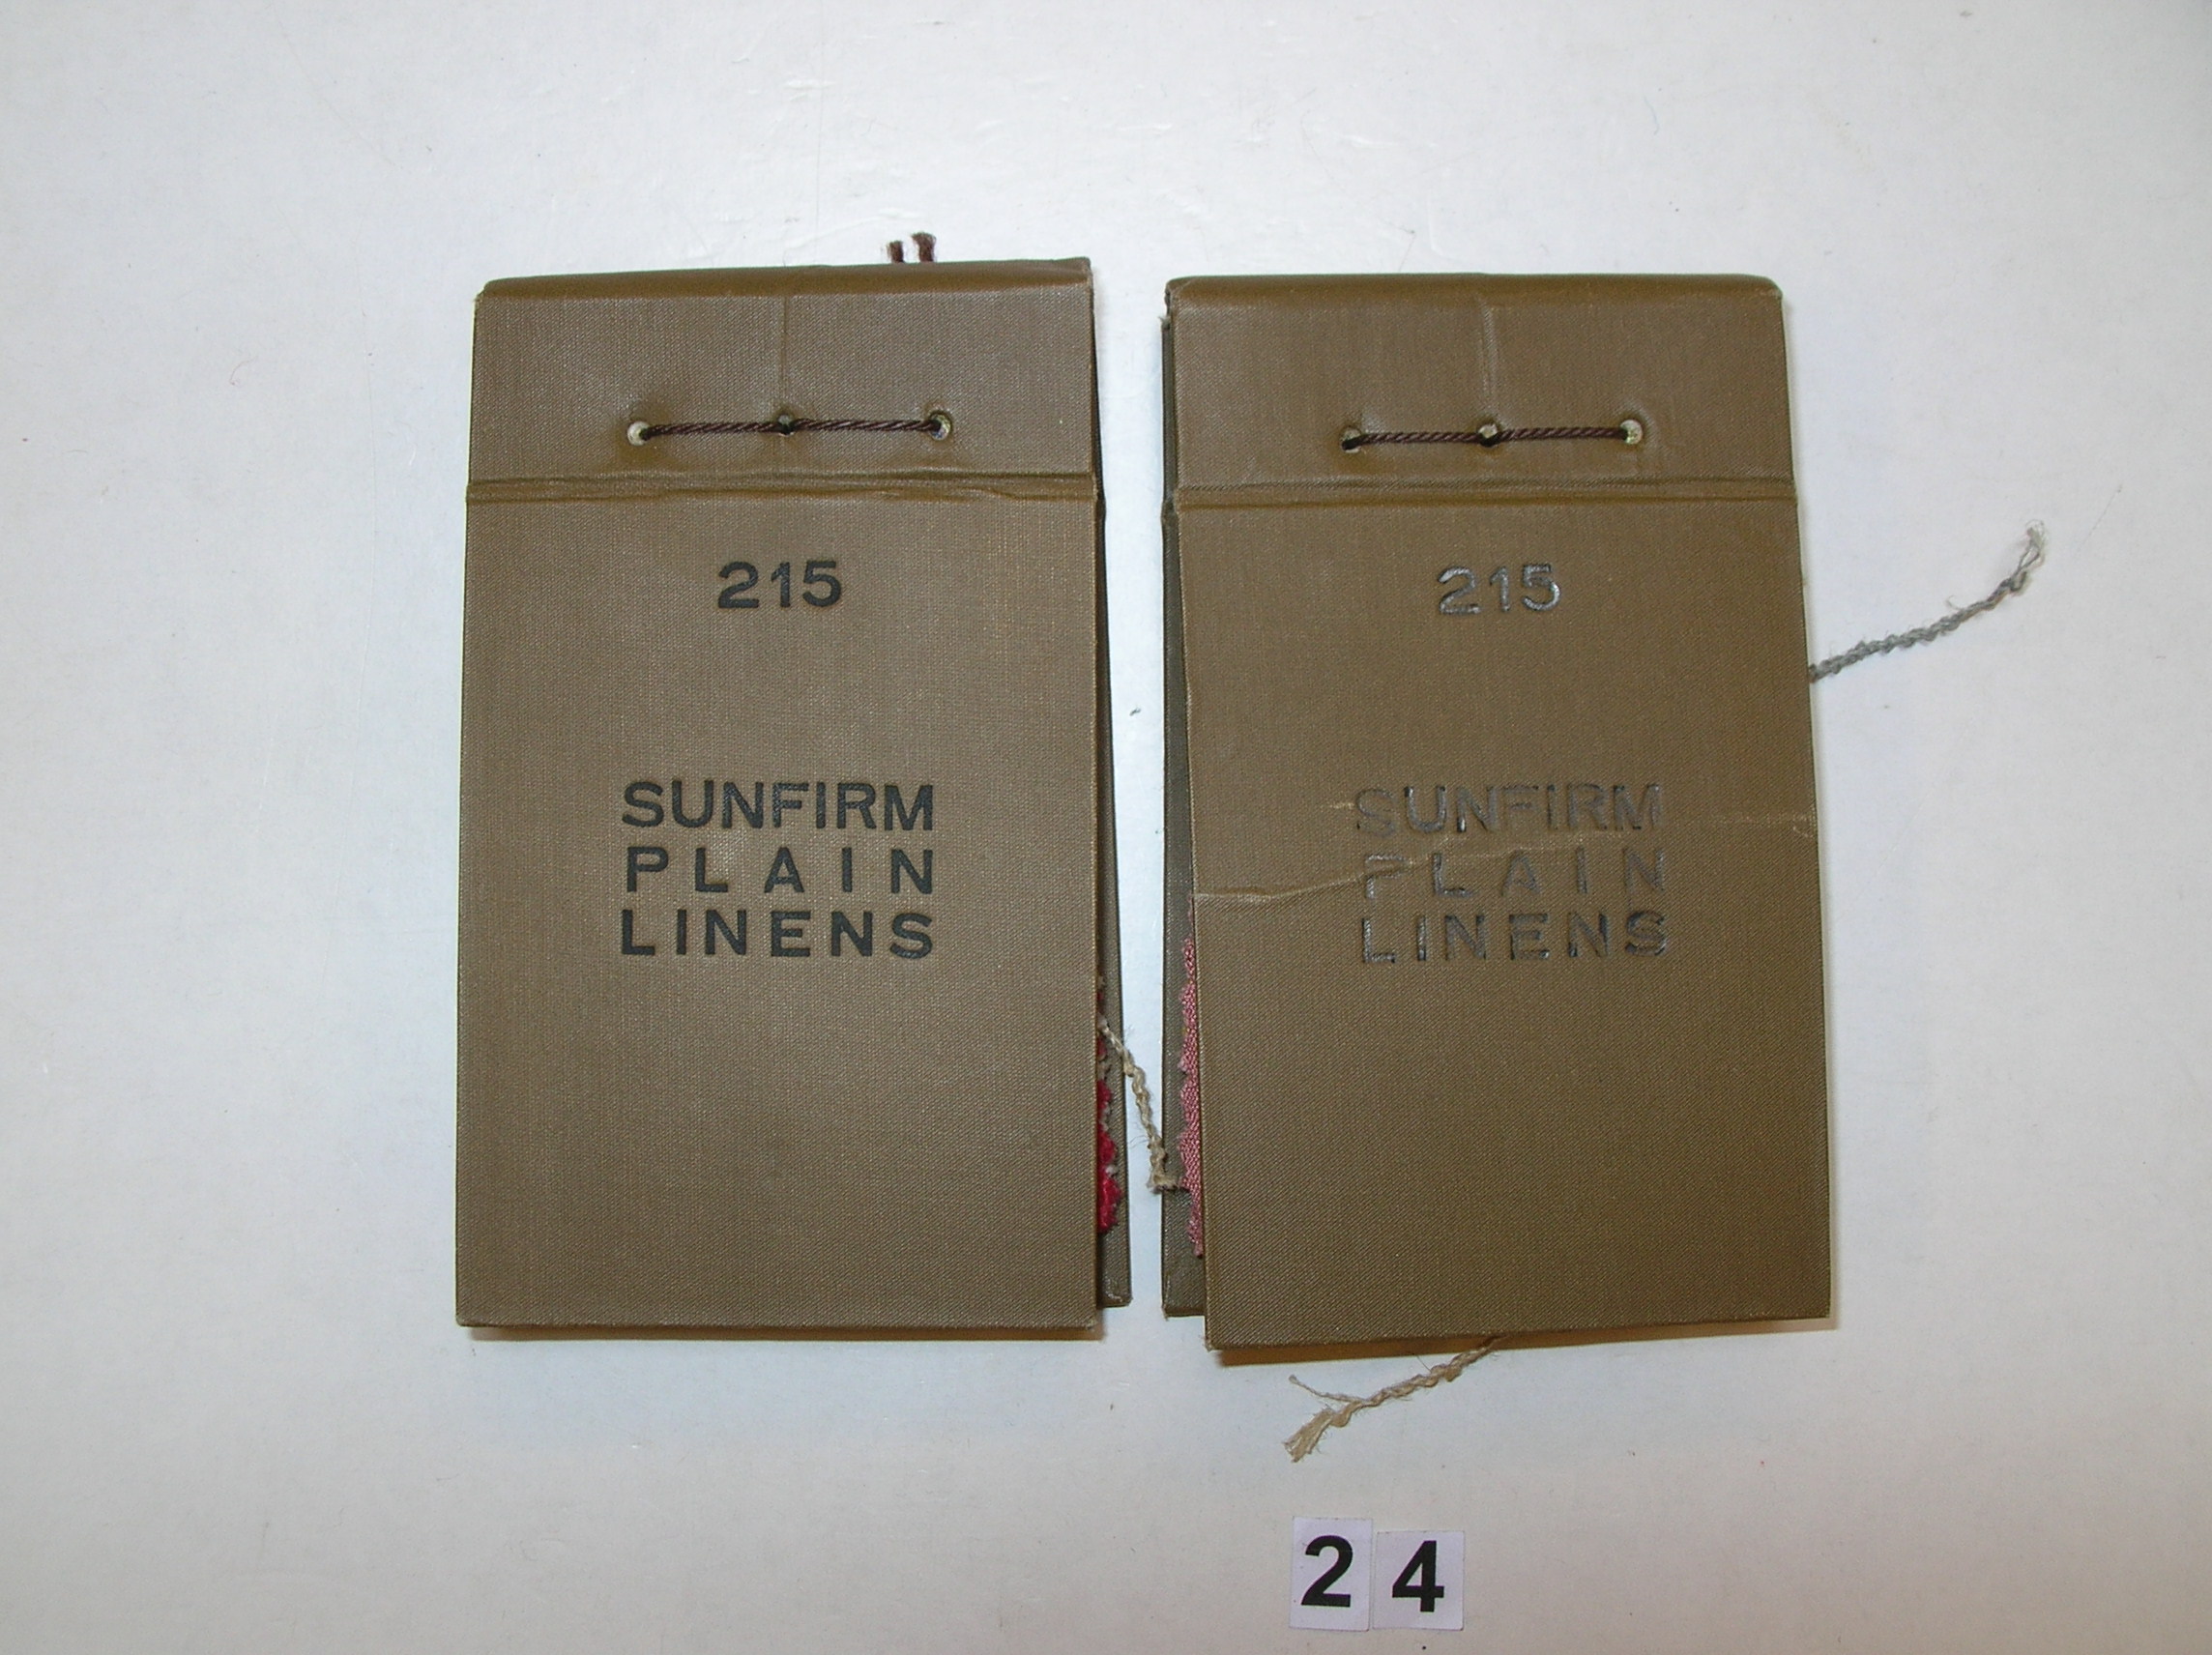 215
SUNFIRM
PLAIN
LINENS
215
SUNFIRM
PLAIN
LINENS
24